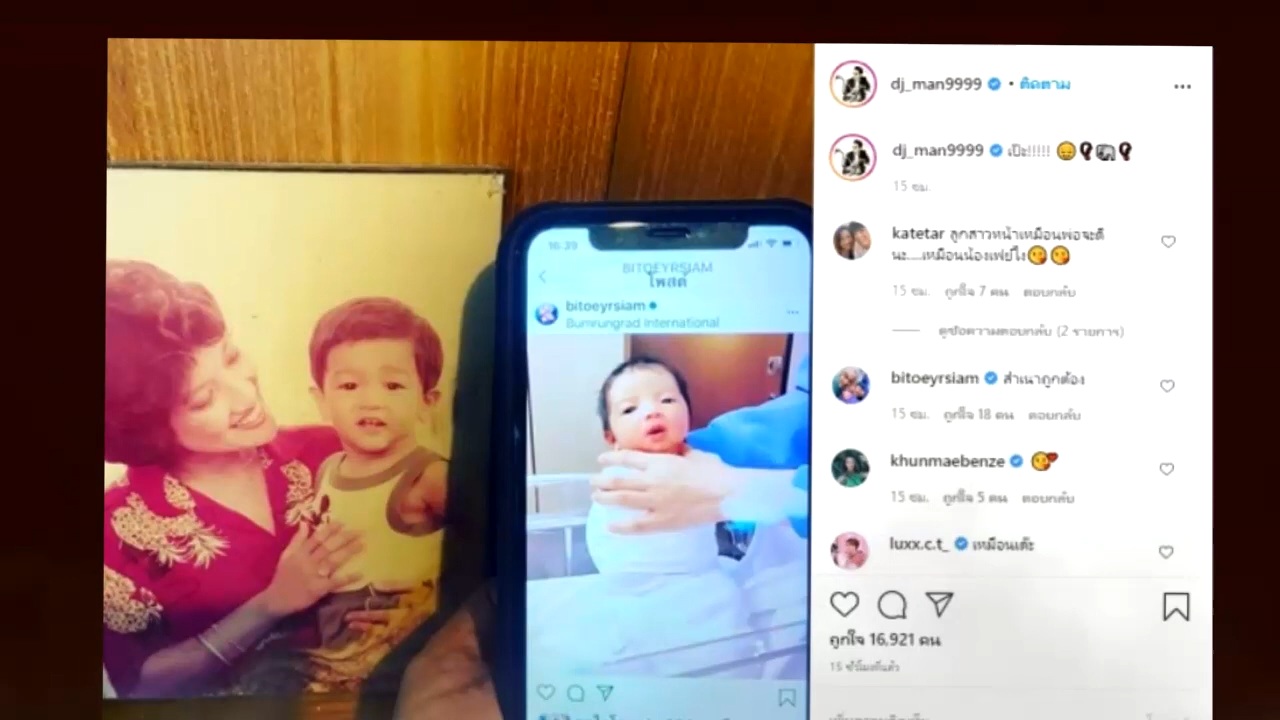 16:39
BITOEYRSIAM
โพสต์
bitoeyrsiam
Bumrungrad International
dj_man9999 • ติดตาม
dj_man9999 เป๊ะ!!!!!
15 ชม.
katetar ลูกสาวหน้าเหมือนพ่อจะดี
นะ....เหมือนน้องเฟย์ไง
15 ชม. ถูกใจ 7 คน ตอบกลับ
ดูข้อความตอบกลับ (2 รายการ)
bitoeyrsiam สำเนาถูกต้อง
15 ชม. ถูกใจ 18 คน ตอบกลับ
khunmaebenze
15 ชม. ถูกใจ 5 คน ตอบกลับ
luxx.c.t_ เหมือนเด๊ะ
ถูกใจ 16,921 คน
15 ชั่วโมงที่แล้ว